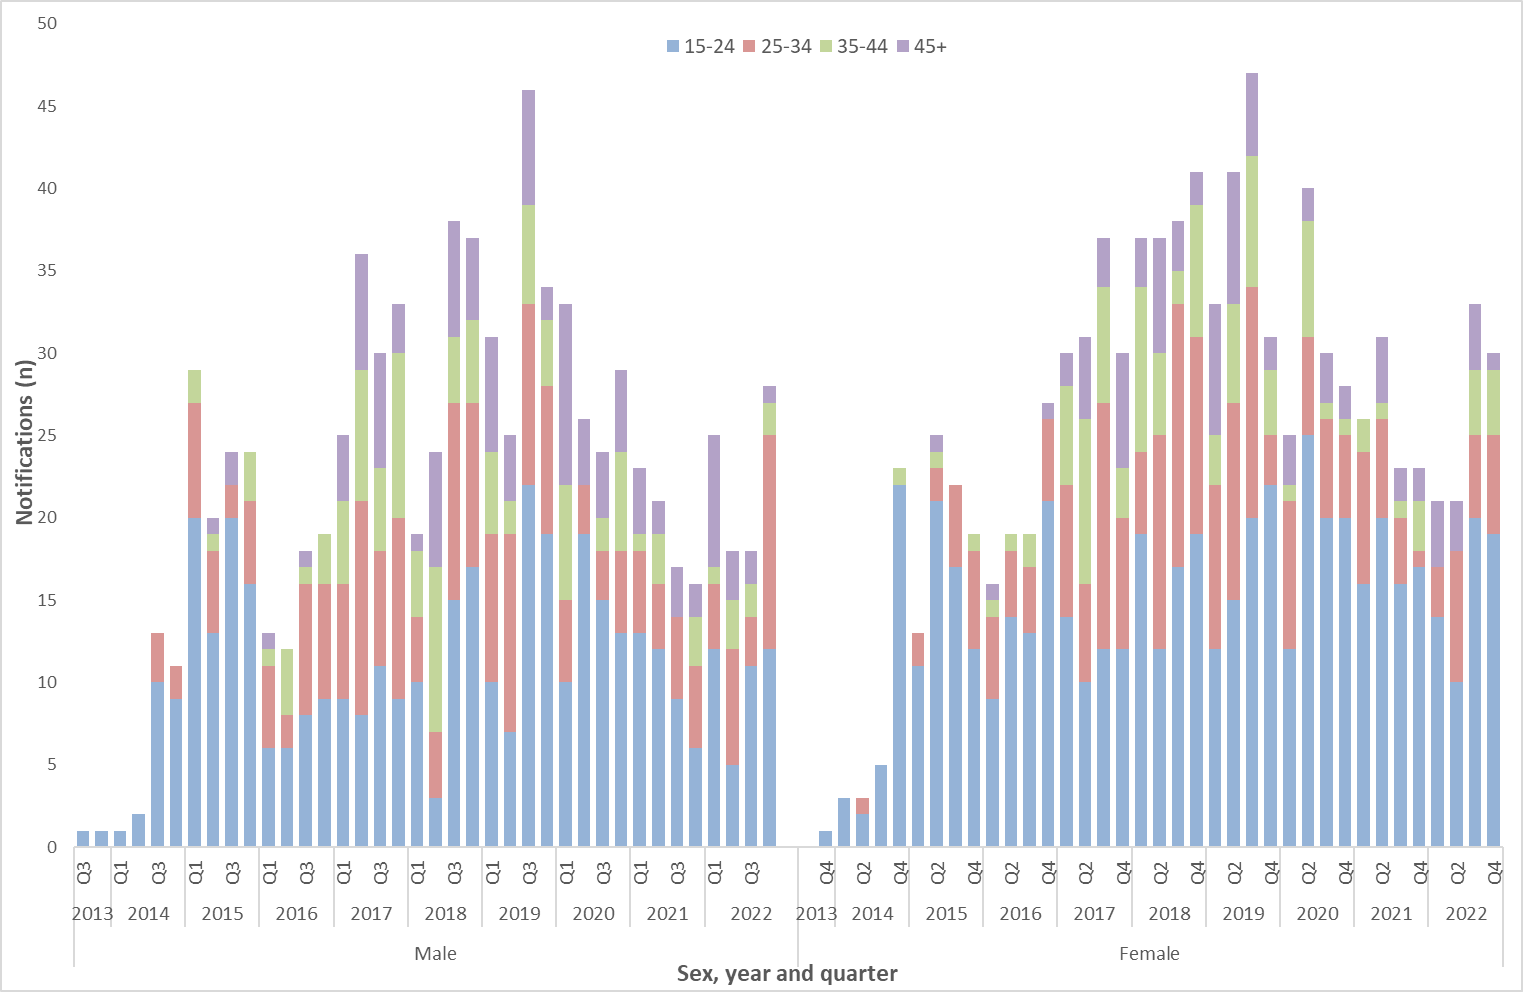 50
15-24 25-34 35-44 45+
45
40
35
30
25
20
15
10
5
0
Notifications (n)
Q3 Q1 Q3 Q1 Q3 Q1 Q3 Q1 Q3 Q1 Q3 Q1 Q3 Q1 Q3 Q1 Q3 Q1 Q3 Q4 Q2 Q4 Q2 Q4 Q2 Q4 Q2 Q4 Q2 Q4 Q2 Q4 Q2 Q4 Q2 Q4 Q2 Q4
2013 2014 2015 2016 2017 2018 2019 2020 2021 2022 2013 2014 2015 2016 2017 2018 2019 2020 2021 2022
Male Female
Sex, year and quarter